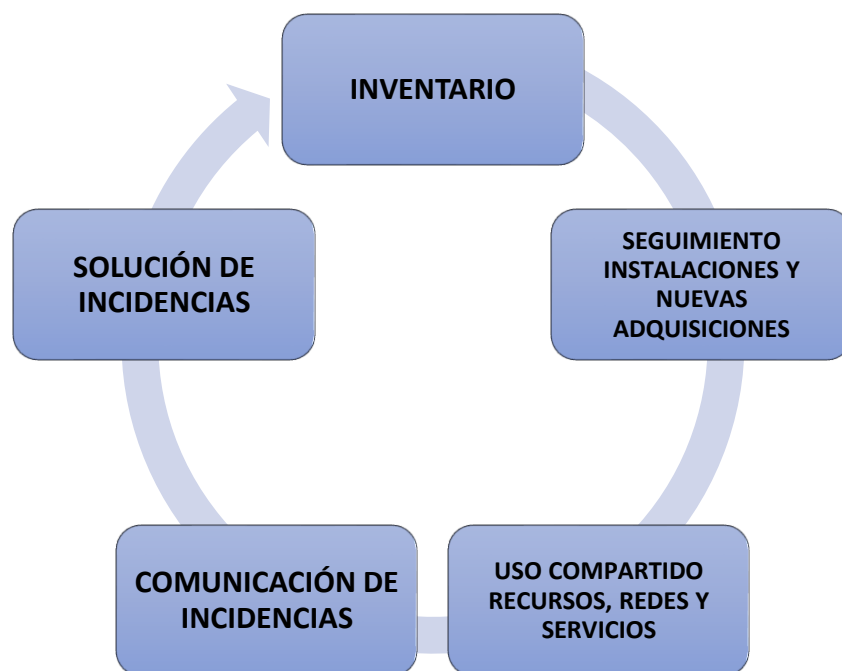 INVENTARIO
SEGUIMIENTO
INSTALACIONES Y
NUEVAS
ADQUISICIONES
USO COMPARTIDO
RECURSOS, REDES Y
SERVICIOS
COMUNICACIÓN DE
INCIDENCIAS
SOLUCIÓN DE
INCIDENCIAS